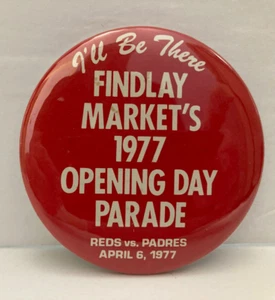 I'll Be There
FINDLAY
MARKET'S
1977
OPENING DAY
PARADE
REDS vs. PADRES
APRIL 6, 1977